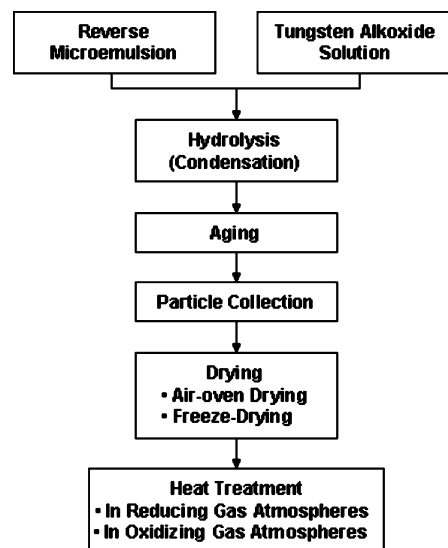 Reverse
Microemulsion
Tungsten Alkoxide
Solution
Hydrolysis
(Condensation)
Aging
Particle Collection
Drying
• Air-oven Drying
• Freeze-Drying
Heat Treatment
• In Reducing Gas Atmospheres
• In Oxidizing Gas Atmospheres